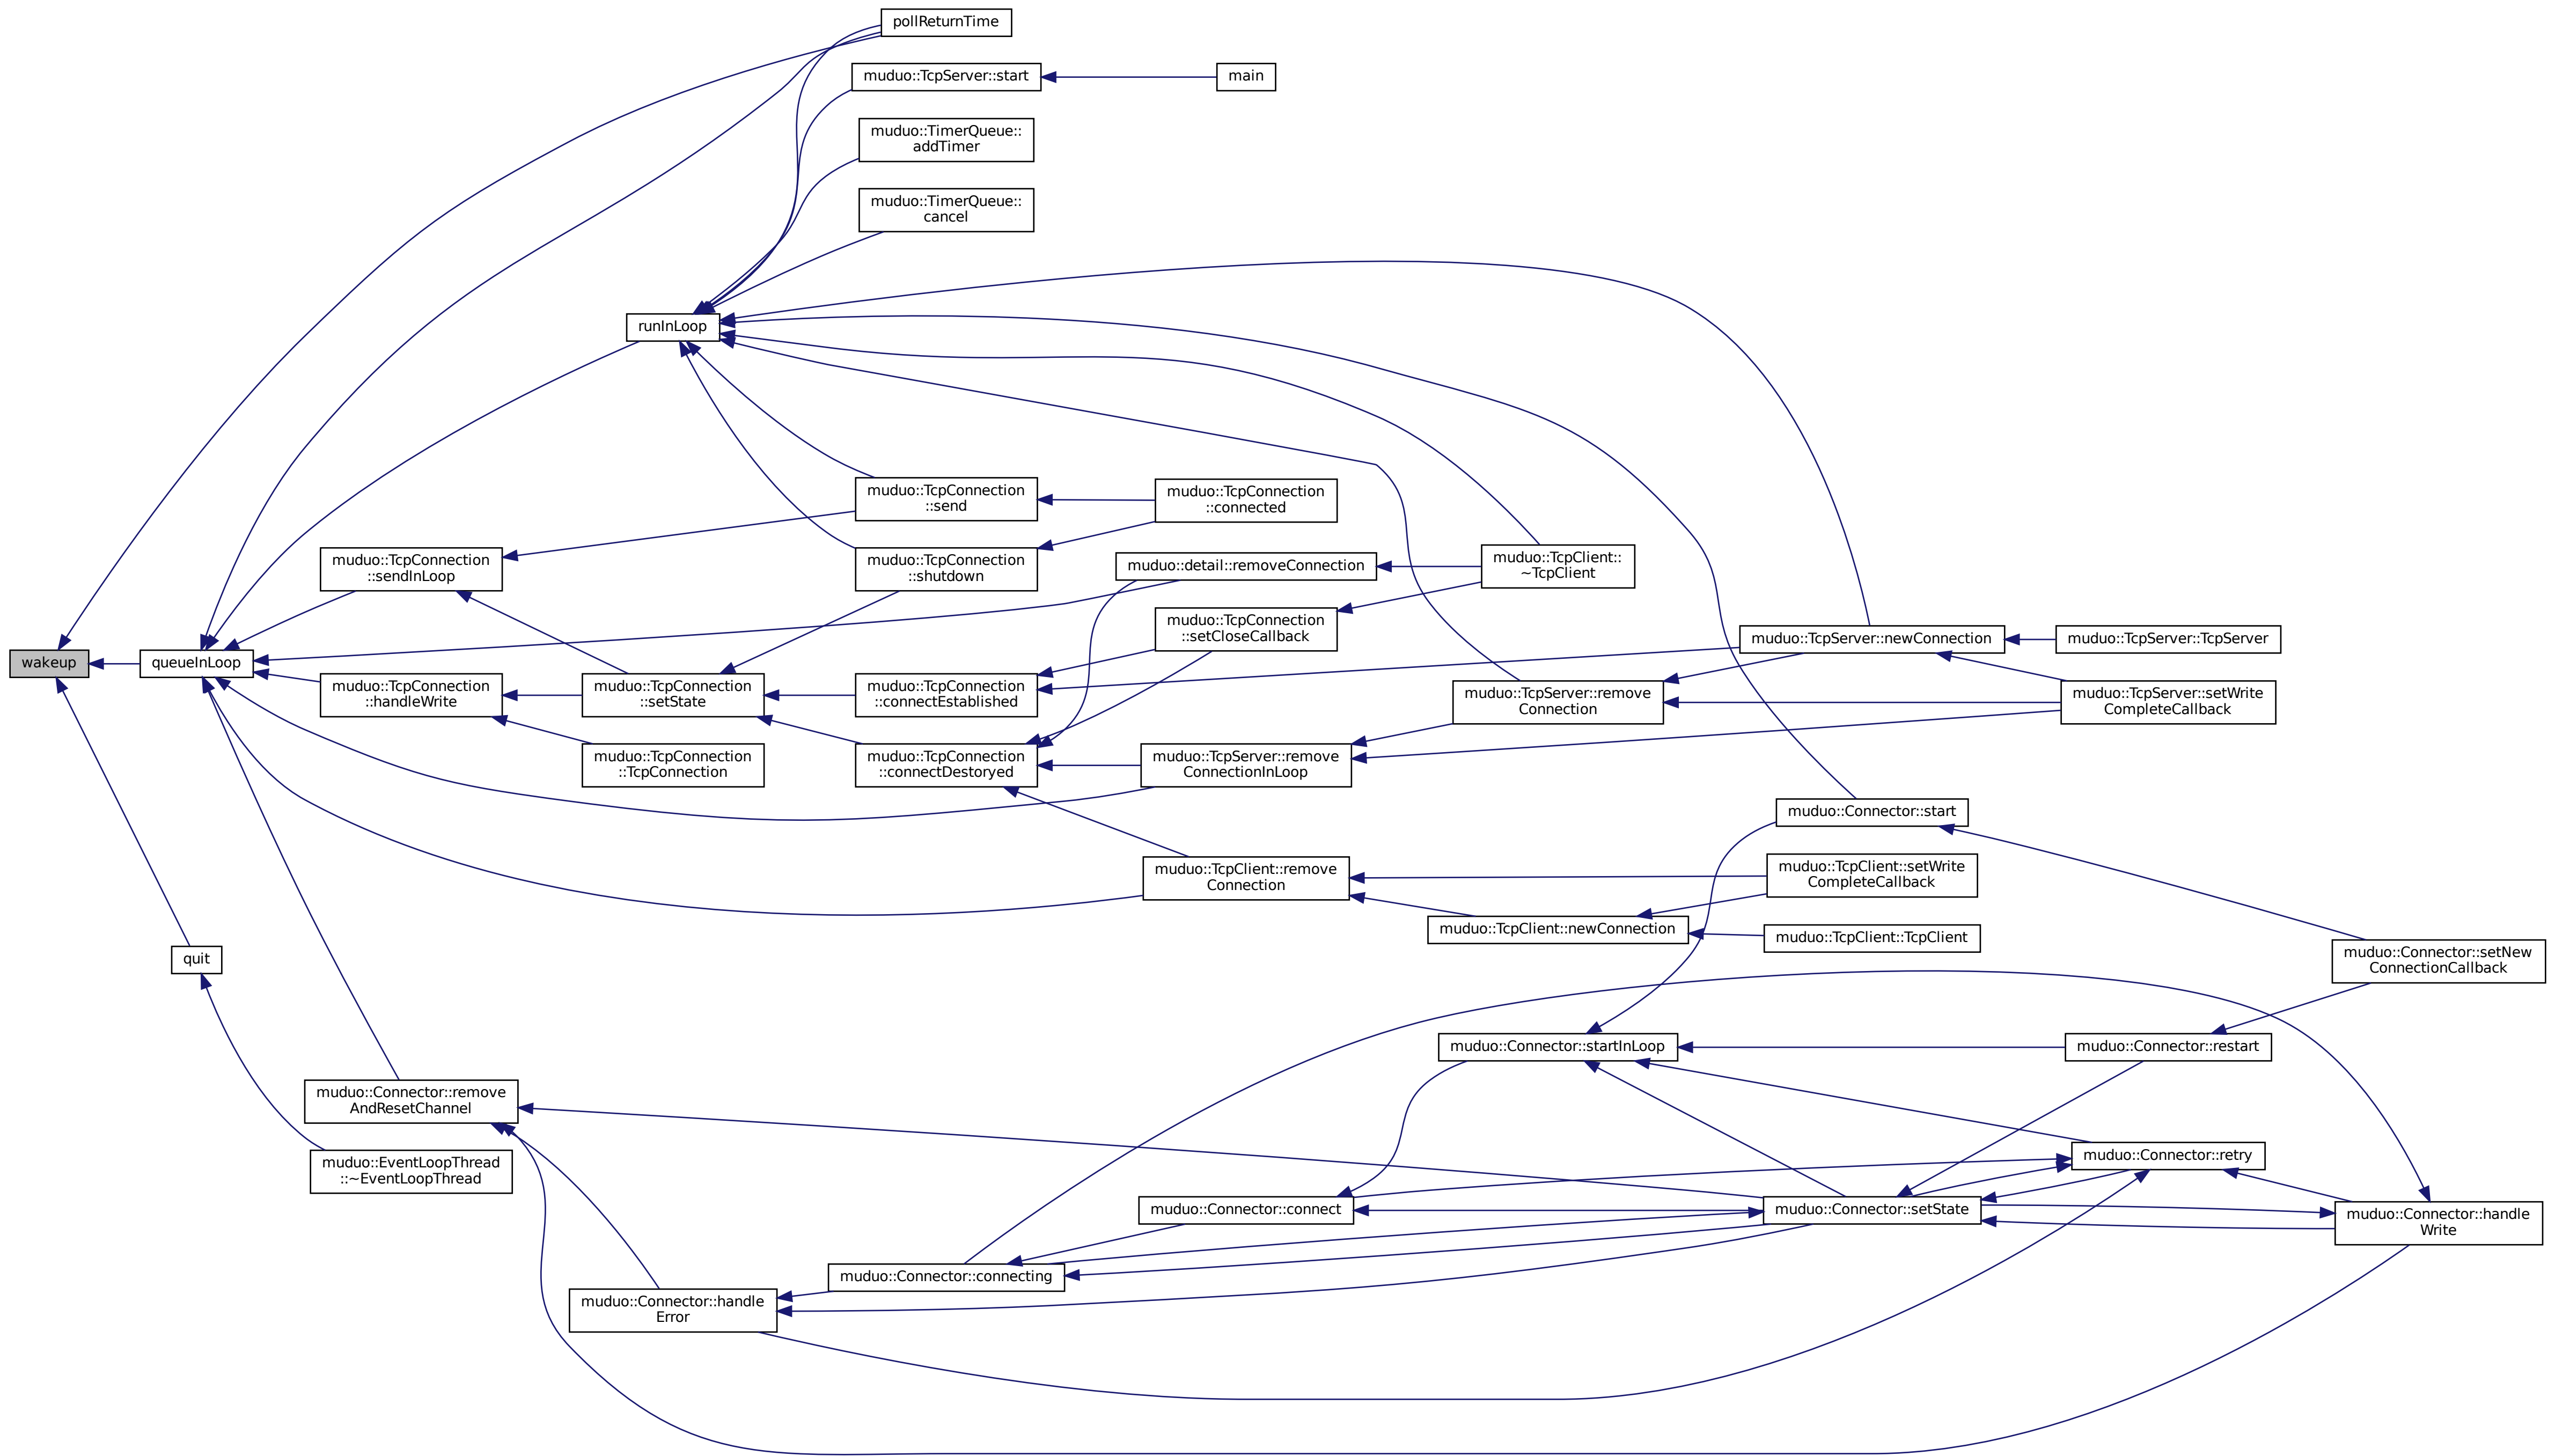 pollReturnTime
muduo::TcpServer::start
main
muduo::TimerQueue::
addTimer
muduo::TimerQueue::
cancel
runInLoop
muduo::TcpConnection
::send
muduo::TcpConnection
::connected
muduo::TcpConnection
::sendInLoop
muduo::TcpConnection
::shutdown
muduo::detail::removeConnection
muduo::TcpClient::
~TcpClient
muduo::TcpConnection
::setCloseCallback
muduo::TcpServer::newConnection
muduo::TcpServer::TcpServer
wakeup
queueInLoop
muduo::TcpConnection
::handleWrite
muduo::TcpConnection
::setState
muduo::TcpConnection
::connectEstablished
muduo::TcpServer::remove
Connection
muduo::TcpServer::setWrite
CompleteCallback
muduo::TcpConnection
::TcpConnection
muduo::TcpConnection
::connectDestoryed
muduo::TcpServer::remove
ConnectionInLoop
muduo::Connector::start
muduo::TcpClient::remove
Connection
muduo::TcpClient::setWrite
CompleteCallback
muduo::TcpClient::newConnection
muduo::TcpClient::TcpClient
quit
muduo::Connector::setNew
ConnectionCallback
muduo::Connector::startInLoop
muduo::Connector::restart
muduo::Connector::remove
AndResetChannel
muduo::EventLoopThread
::~EventLoopThread
muduo::Connector::retry
muduo::Connector::connect
muduo::Connector::setState
muduo::Connector::handle
Write
muduo::Connector::connecting
muduo::Connector::handle
Error